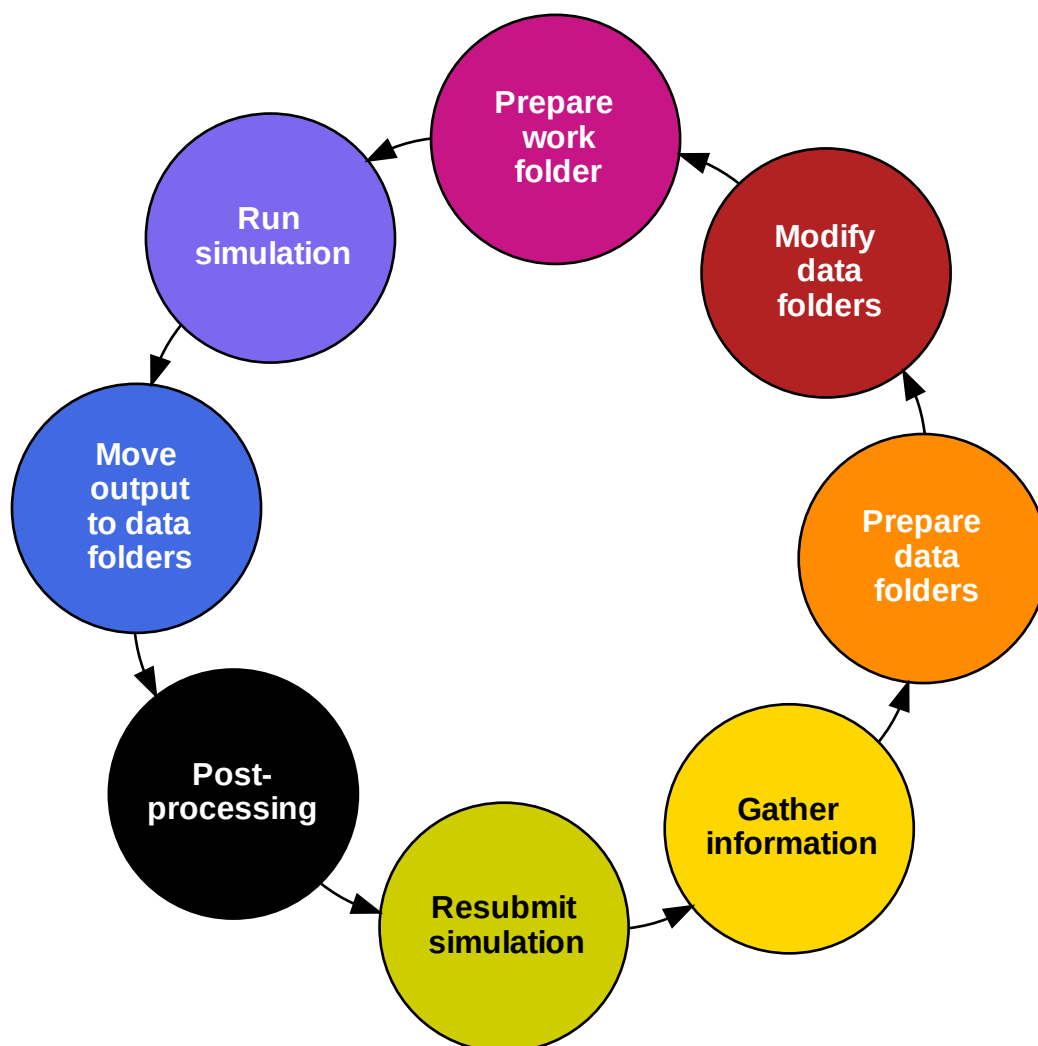 Prepare
work
folder
Run
simulation
Modify
data
folders
Move
output
to data
folders
Prepare
data
folders
Post-
processing
Gather
information
Resubmit
simulation